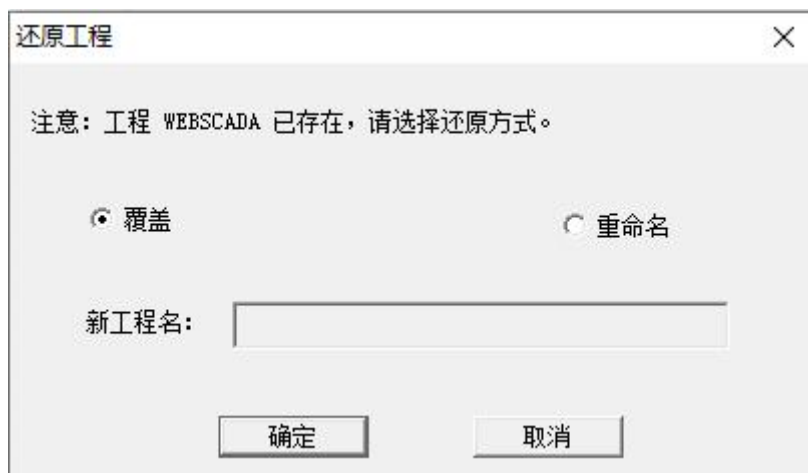 还原工程
注意: 工程 WEBSCADA 已存在，请选择还原方式。
覆盖
重命名
新工程名:
确定
取消